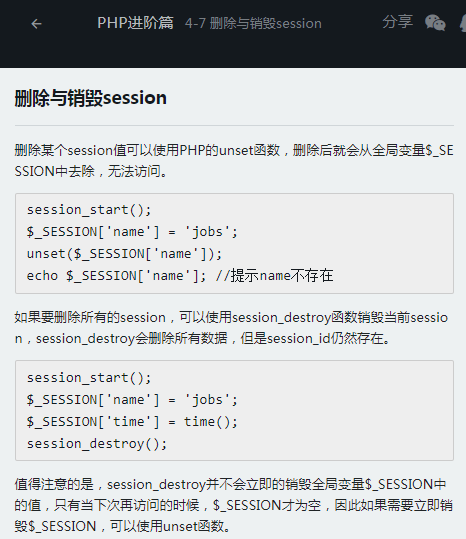 PHP进阶篇 4-7 删除与销毁session 分享
删除与销毁session
删除某个session值可以使用PHP的unset函数，删除后就会从全局变量$_SE
SSION中去除，无法访问。
session_start();
$_SESSION['name'] = 'jobs';
unset($_SESSION['name']);
echo $_SESSION['name']; //提示name不存在
如果要删除所有的session，可以使用session_destroy函数销毁当前sessio
n，session_destroy会删除所有数据，但是session_id仍然存在。
session_start();
$_SESSION['name'] = 'jobs';
$_SESSION['time'] = time();
session_destroy();
值得注意的是，session_destroy并不会立即的销毁全局变量$_SESSION中
的值，只有当下次再访问的时候，$_SESSION才为空，因此如果需要立即销
毁$_SESSION，可以使用unset函数。